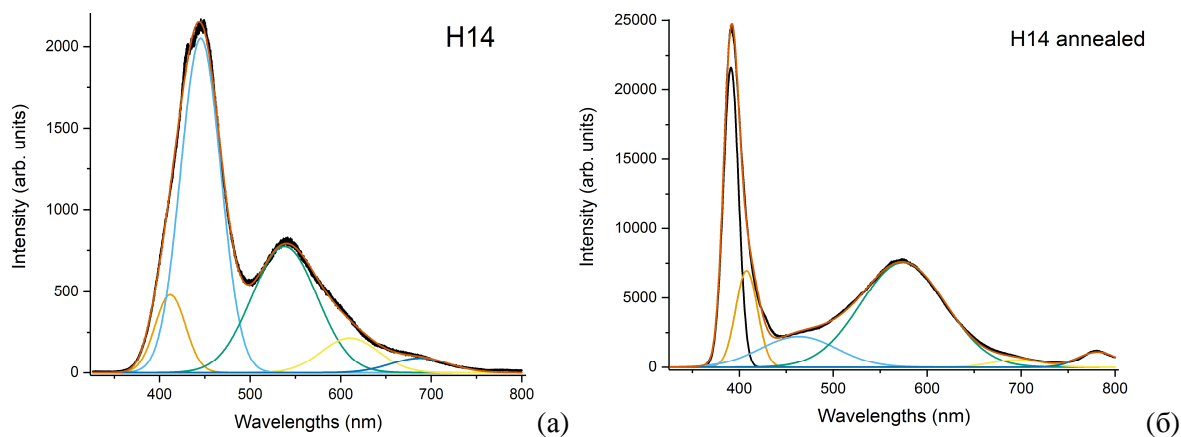 H14
Intensity (arb. units)
2000
1500
1000
500
0
400
500
600
700
800
Wavelengths (nm)
(а)
H14 annealed
Intensity (arb. units)
25000
20000
15000
10000
5000
0
400
500
600
700
800
Wavelengths (nm)
(б)